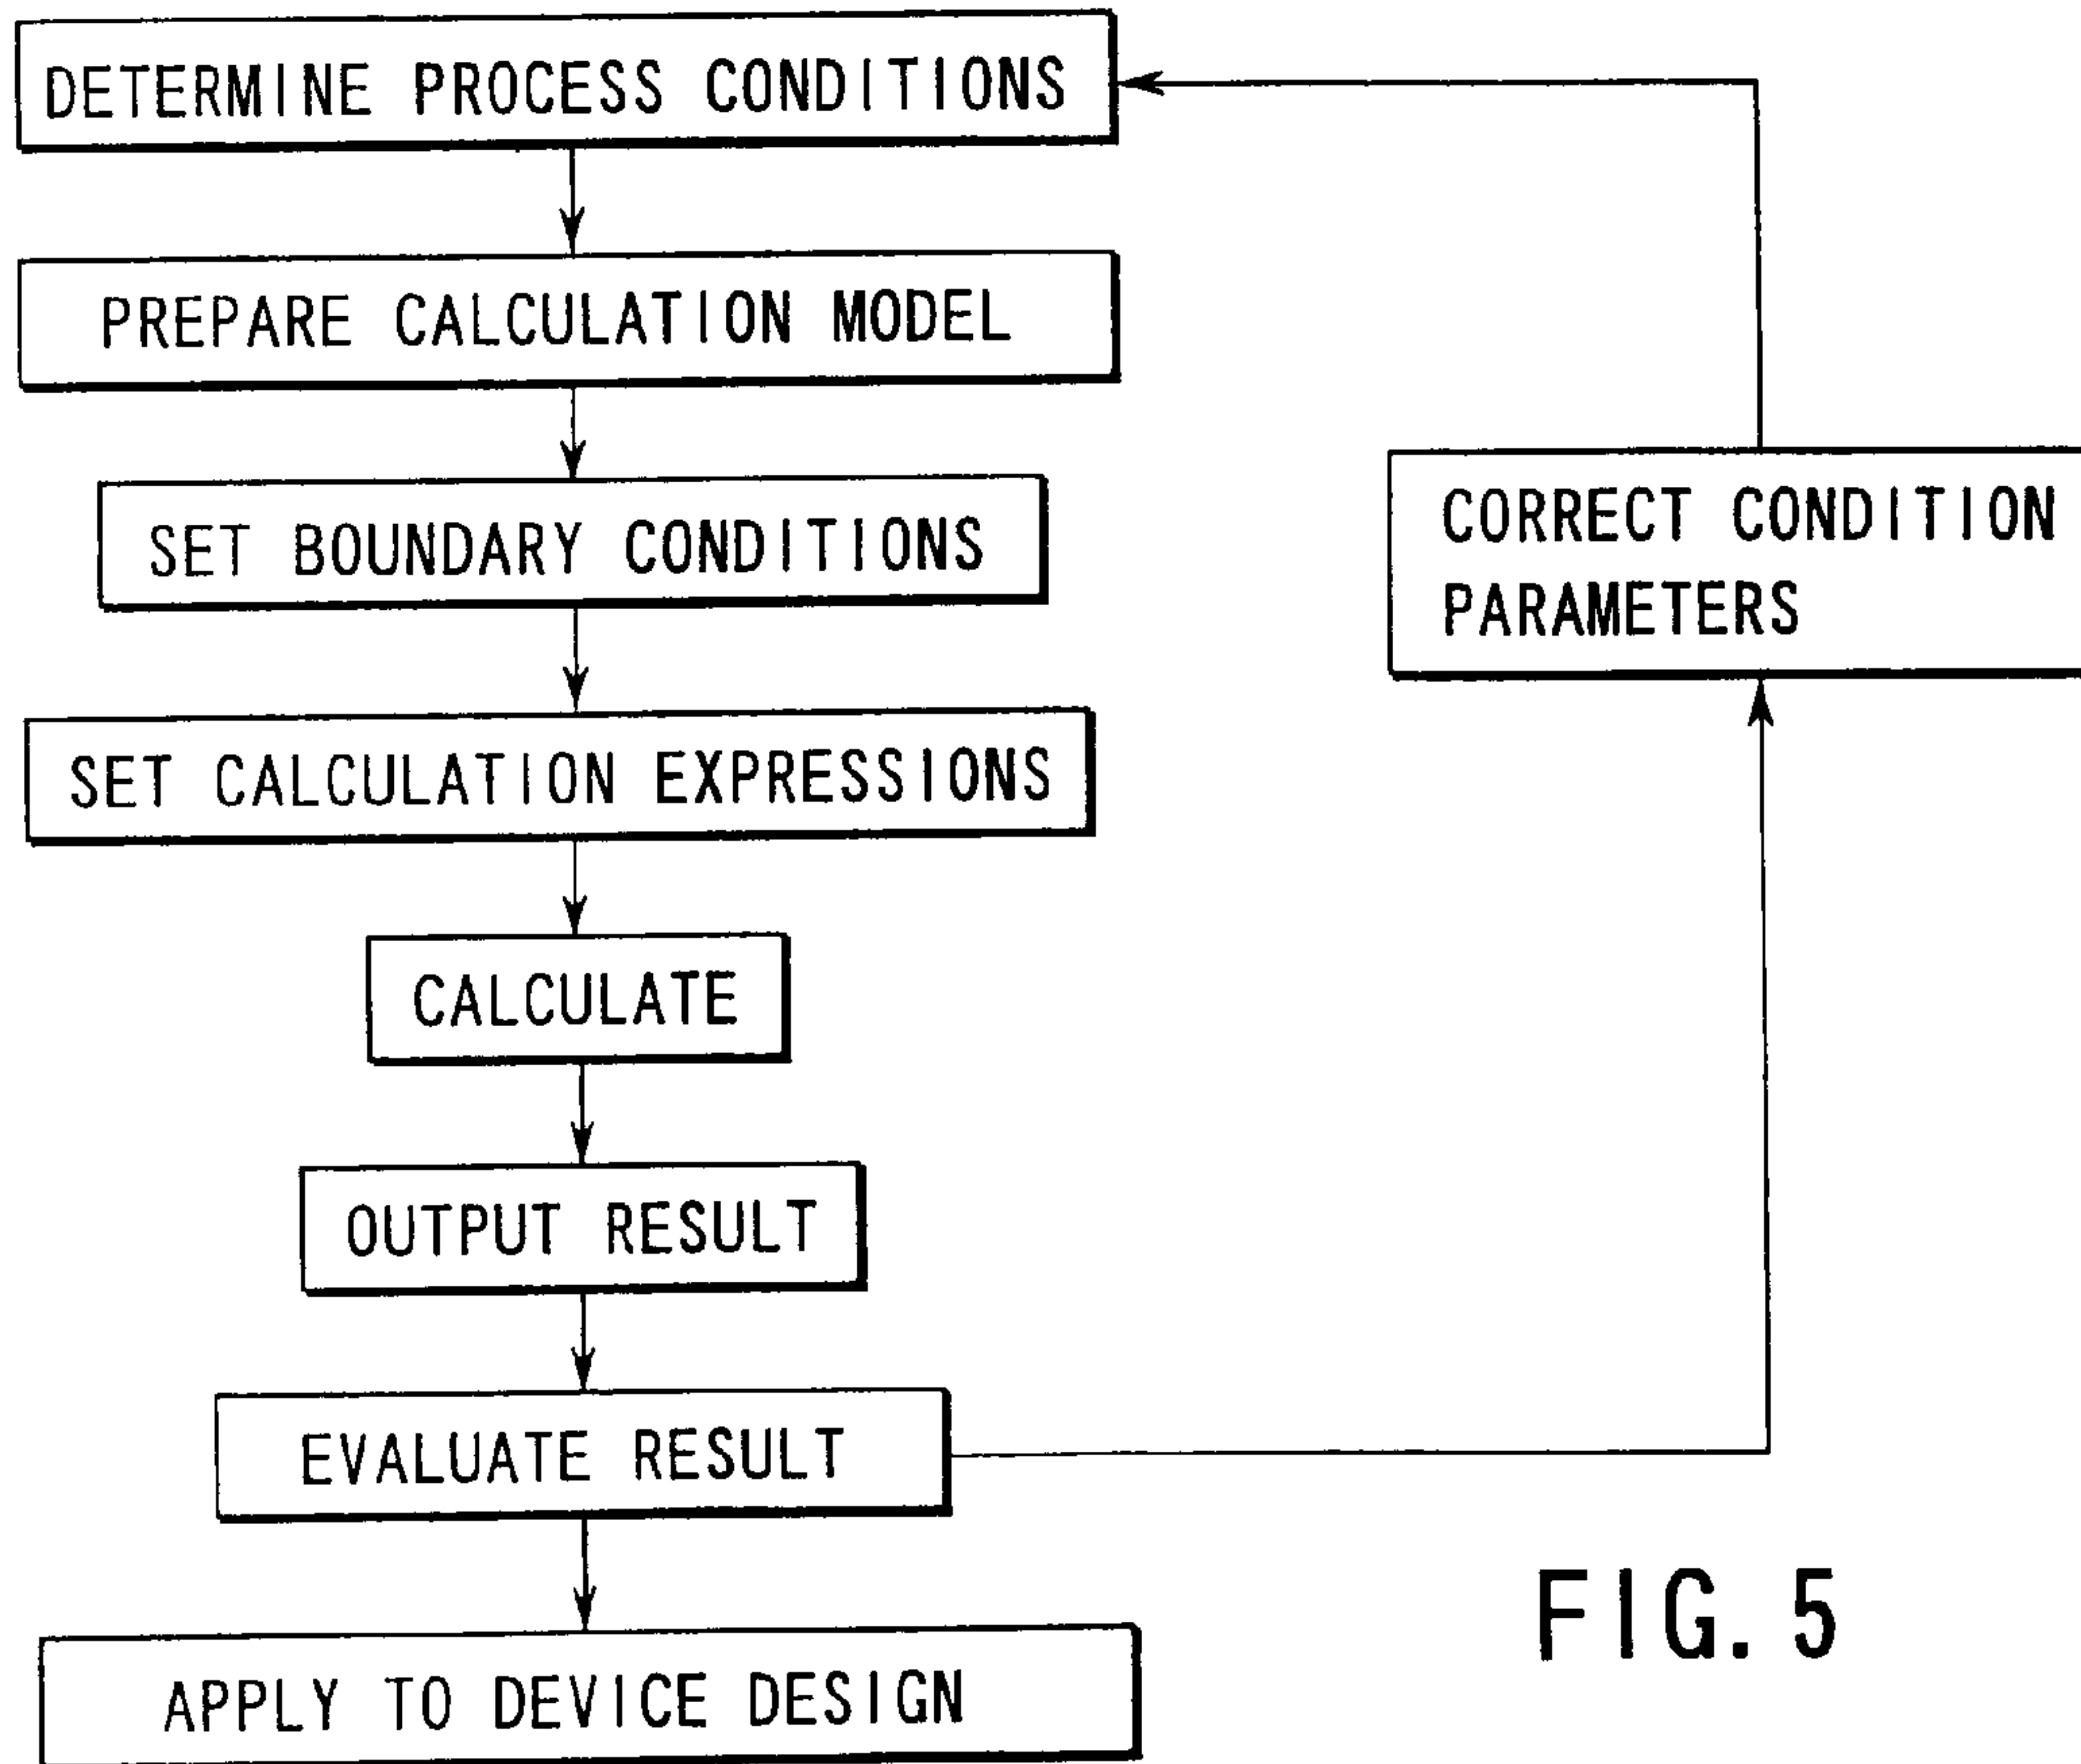 DETERMINE PROCESS CONDITIONS
PREPARE CALCULATION MODEL
SET BOUNDARY CONDITIONS
SET CALCULATION EXPRESSIONS
CALCULATE
OUTPUT RESULT
EVALUATE RESULT
APPLY TO DEVICE DESIGN
CORRECT CONDITION
PARAMETERS
FIG. 5